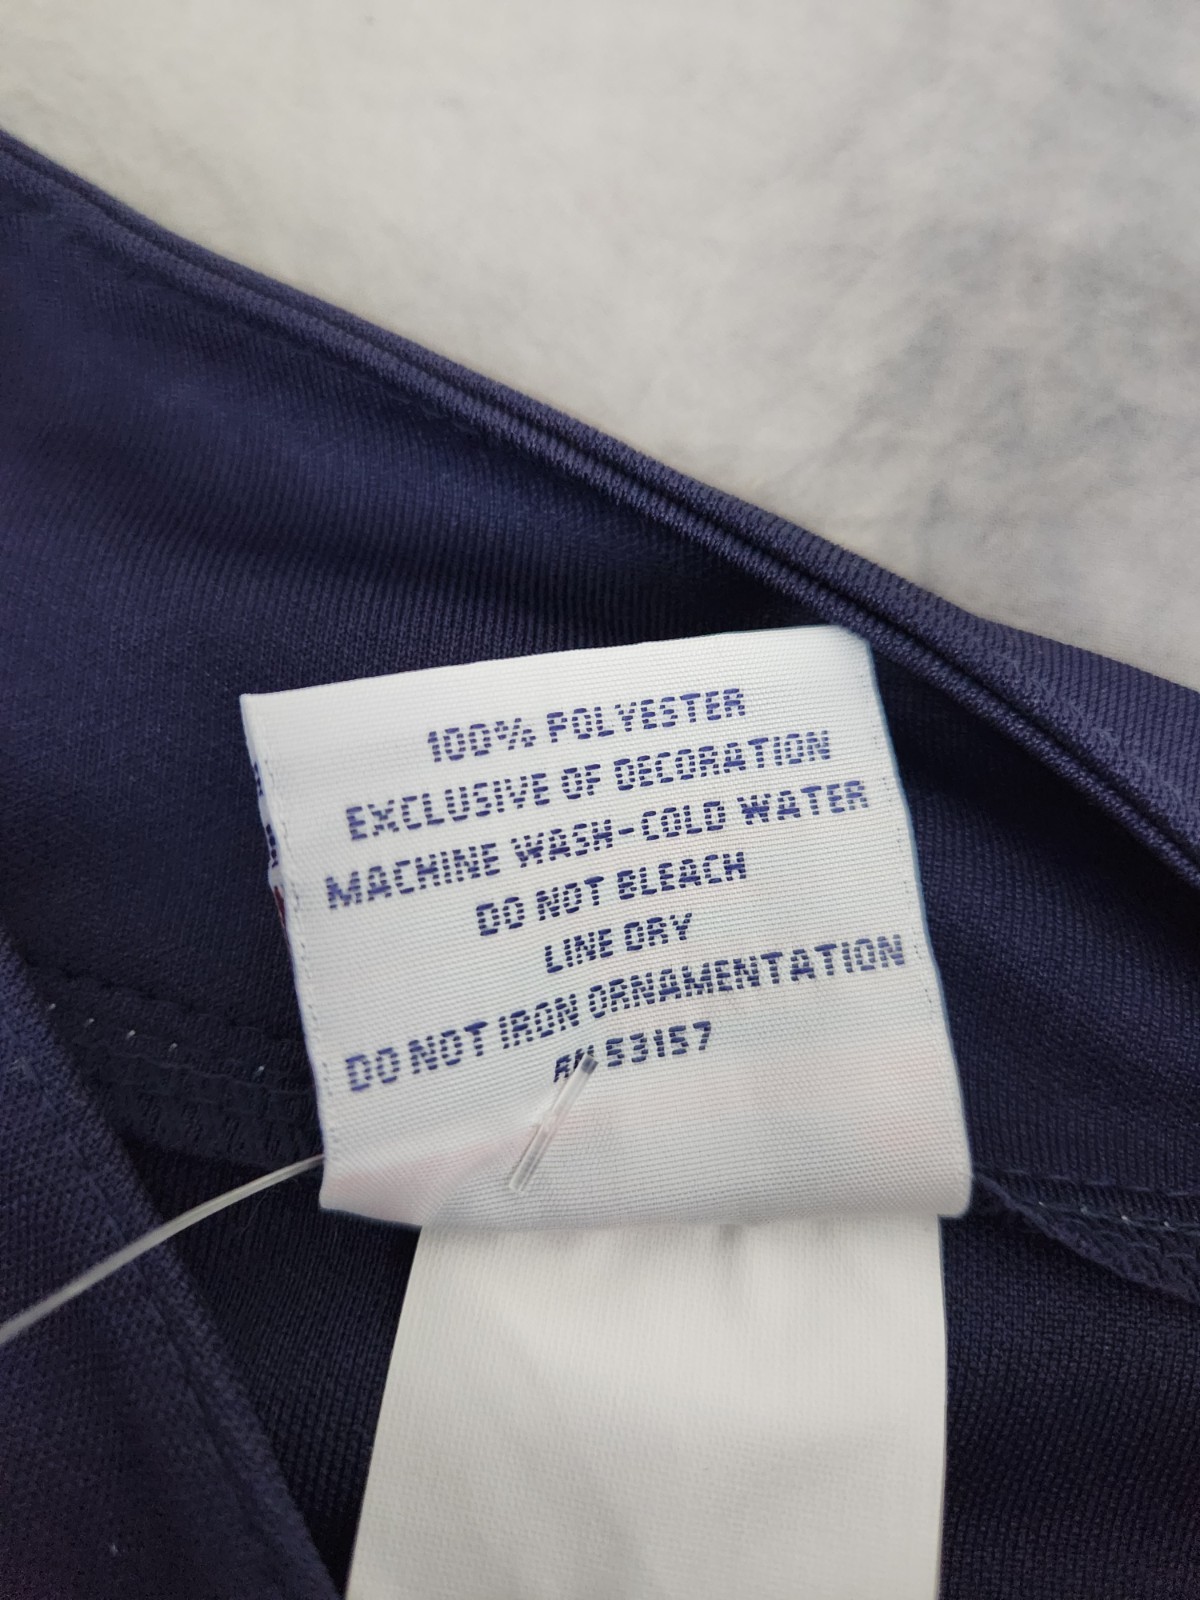 100% POLYESTER
EXCLUSIVE OF DECORATION
MACHINE WASH-COLD WATER
DO NOT BLEACH
LINE DRY
DO NOT IRON ORNAMENTATION
RN 53157